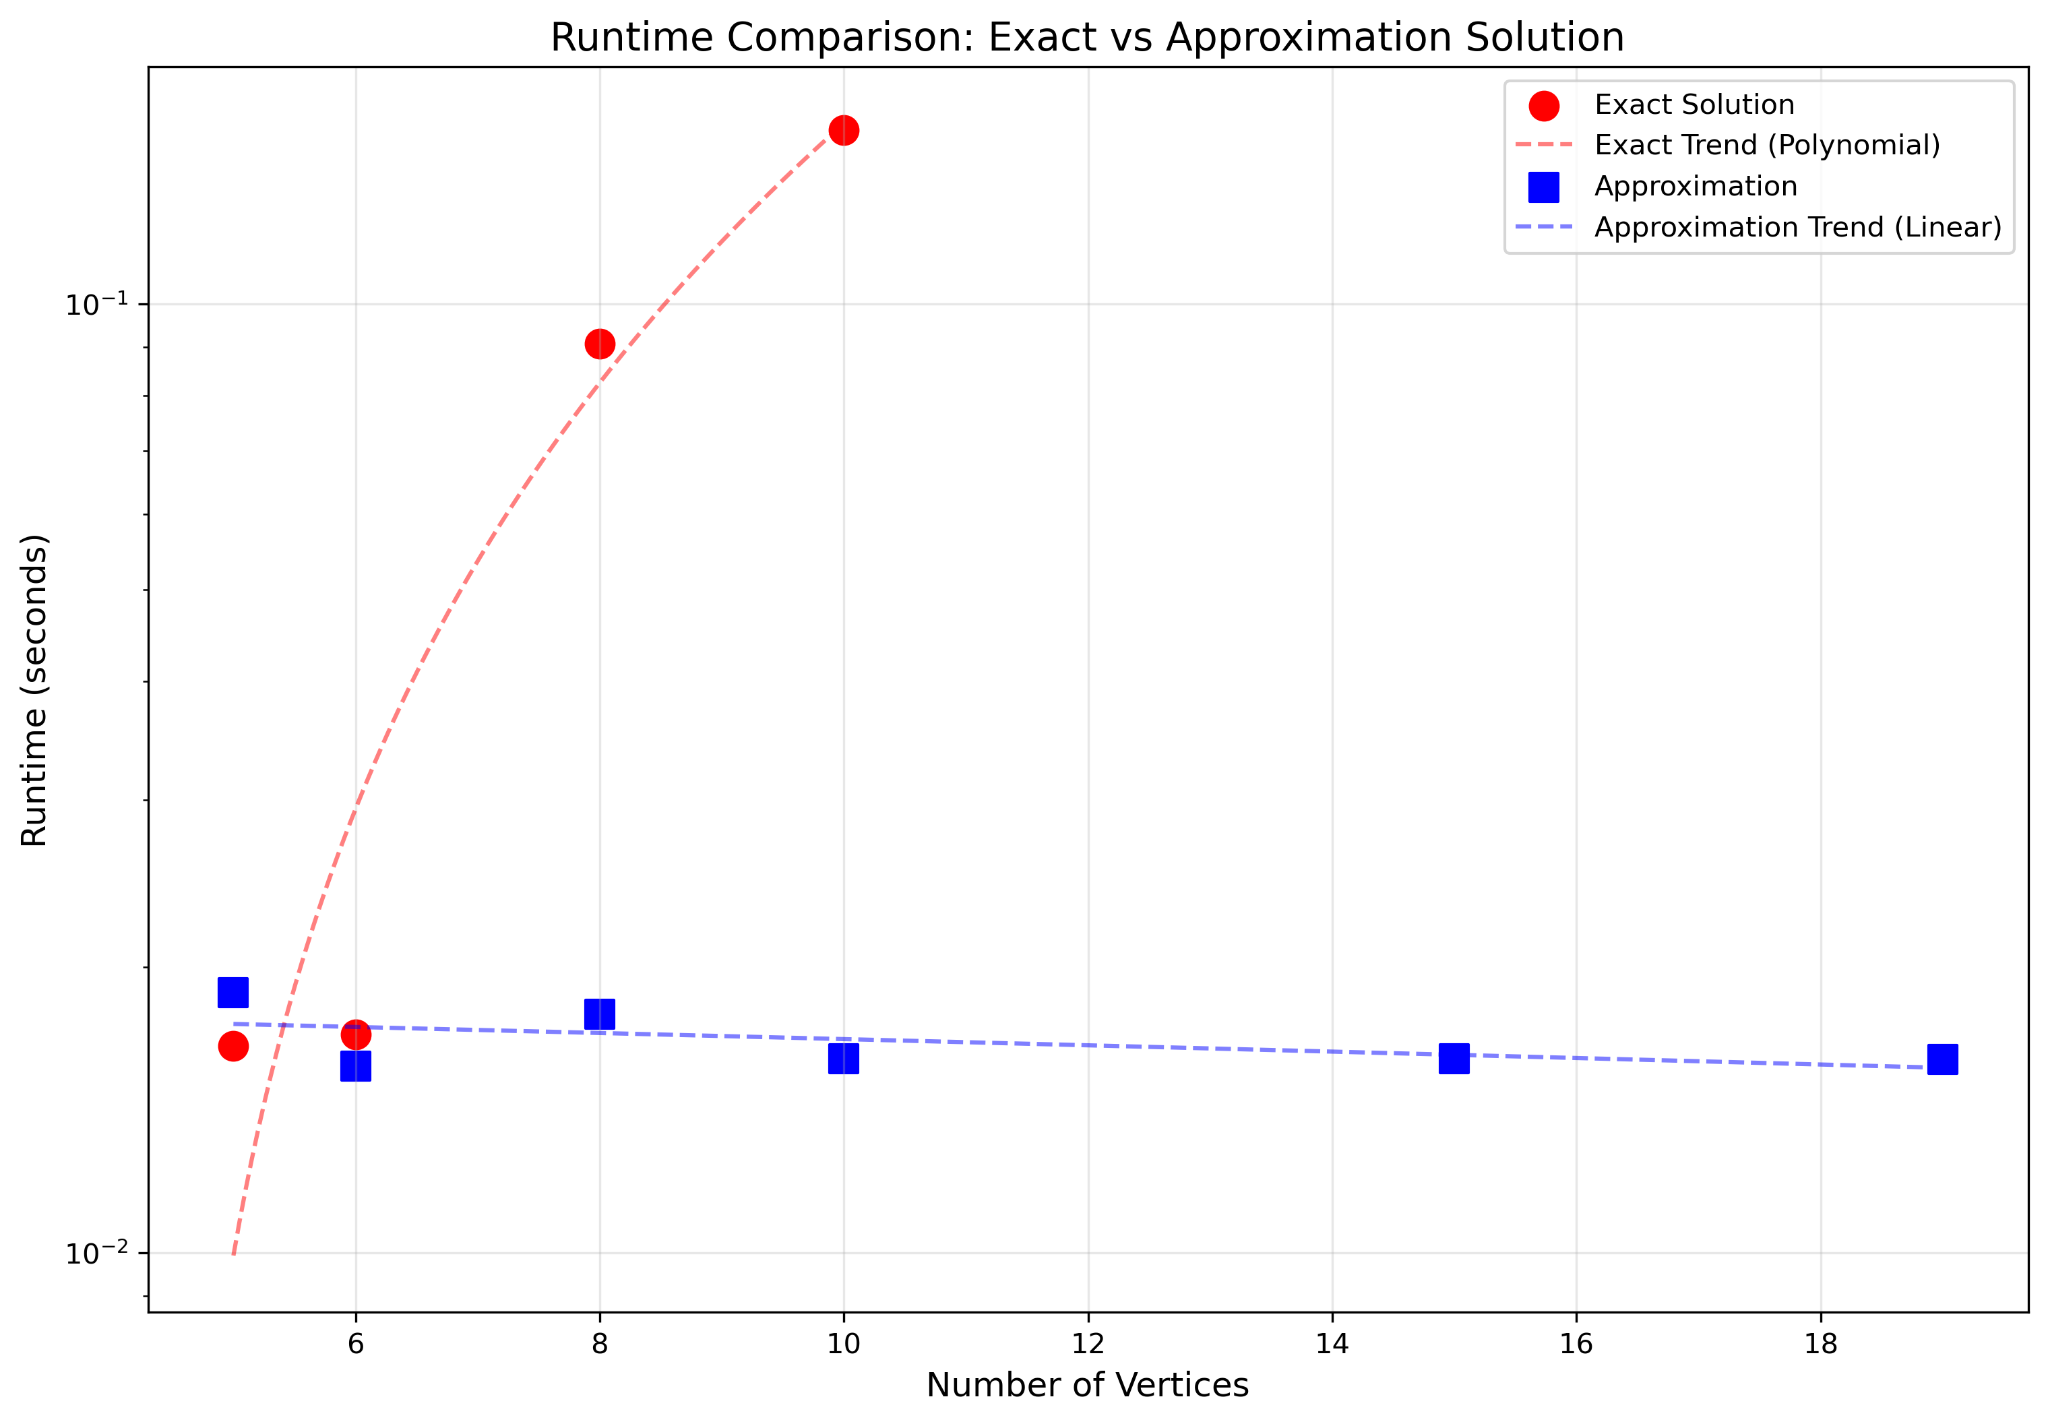 Runtime Comparison: Exact vs Approximation Solution
Exact Solution
Exact Trend (Polynomial)
Approximation
Approximation Trend (Linear)
Runtime (seconds)
10⁻¹
10⁻²
6 8 10 12 14 16 18
Number of Vertices